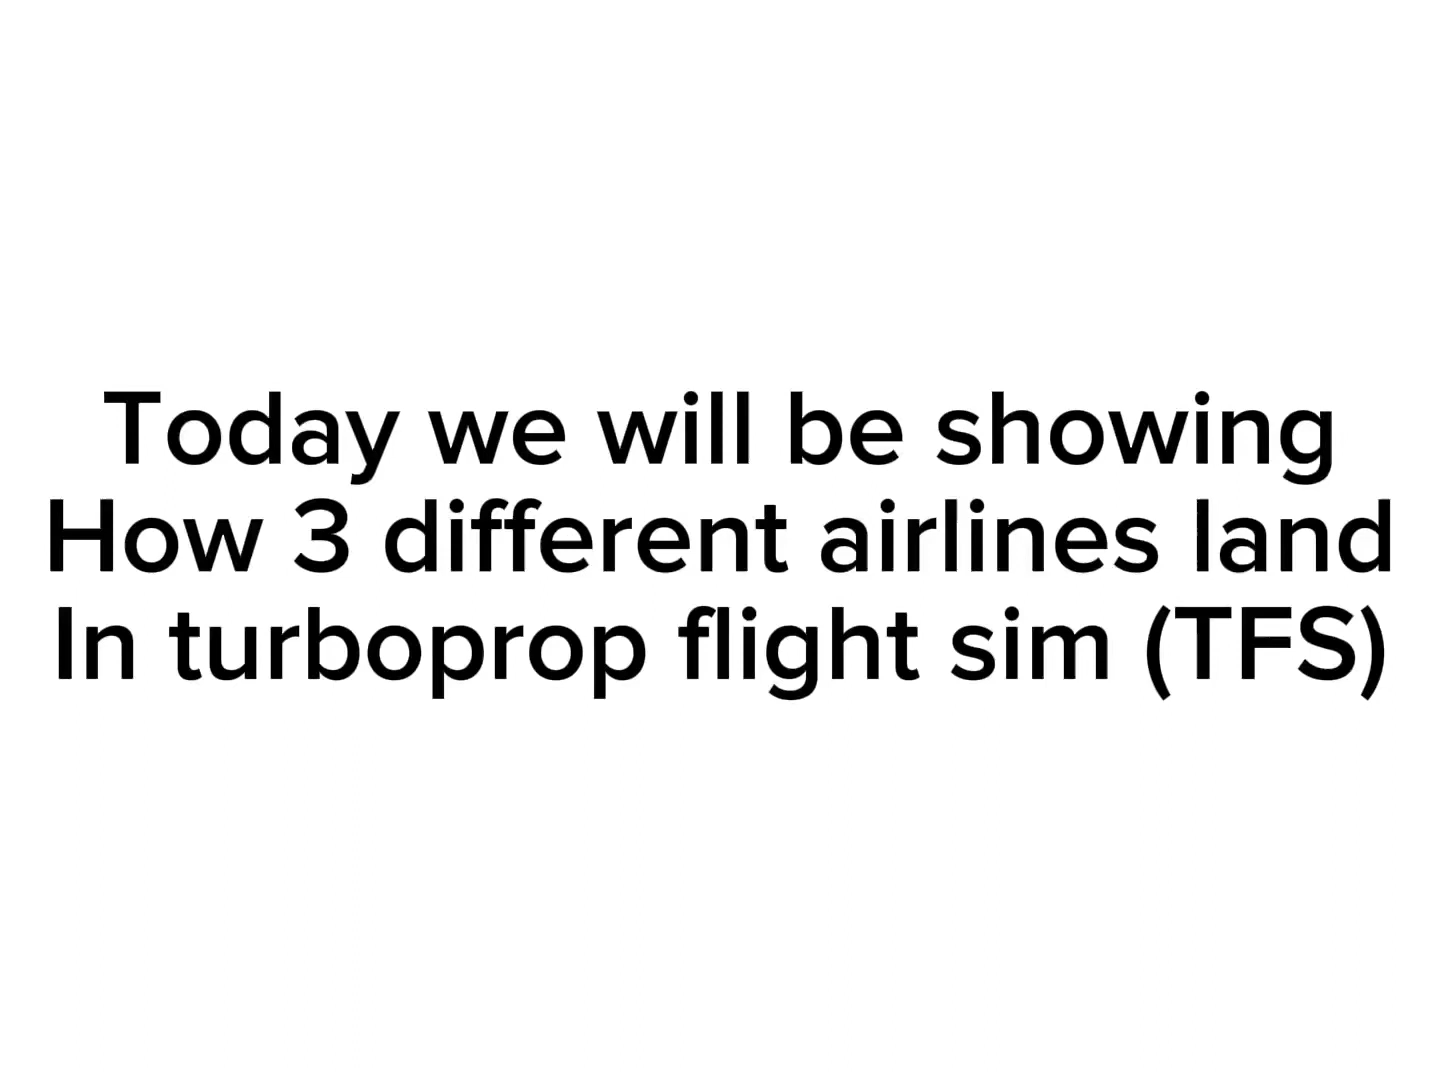 Today we will be showing
How 3 different airlines land
In turboprop flight sim (TFS)